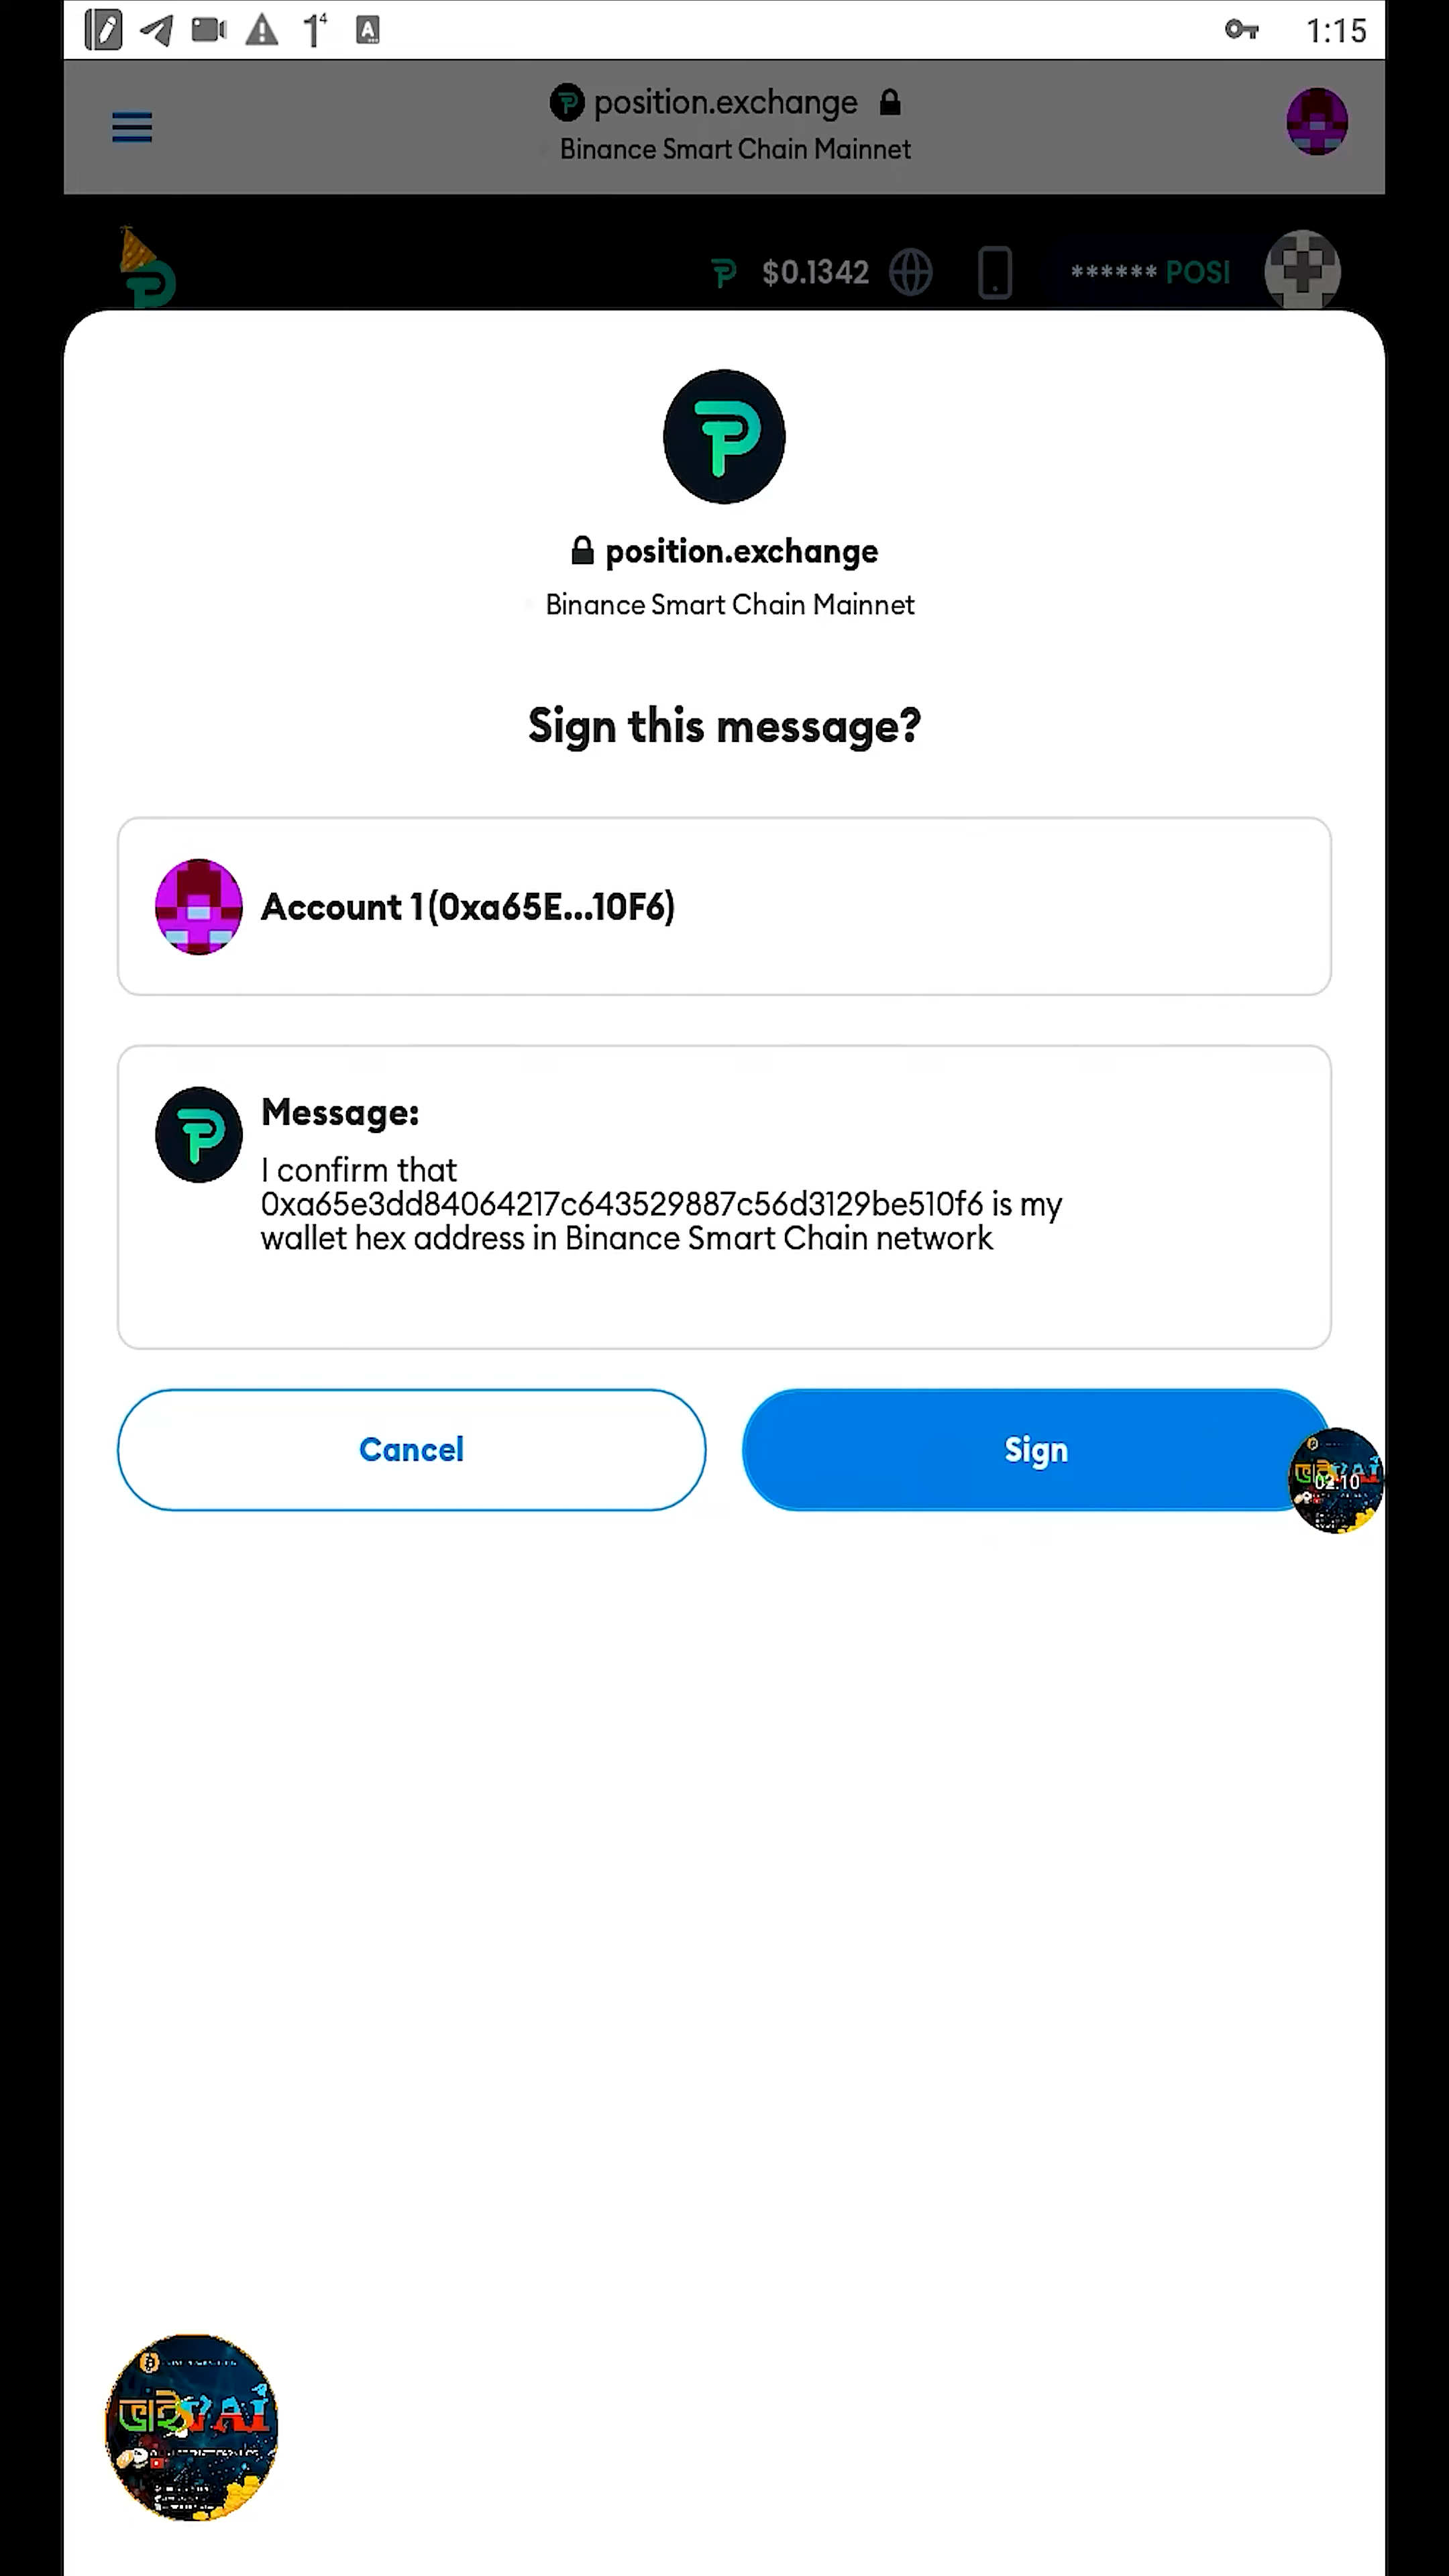 1:15
position.exchange
Binance Smart Chain Mainnet
$0.1342
****** POSI
position.exchange
Binance Smart Chain Mainnet
Sign this message?
Account 1 (0xa65E...10F6)
Message:
I confirm that
0xa65e3dd84064217c643529887c56d3129be510f6 is my
wallet hex address in Binance Smart Chain network
Cancel
Sign
02:10